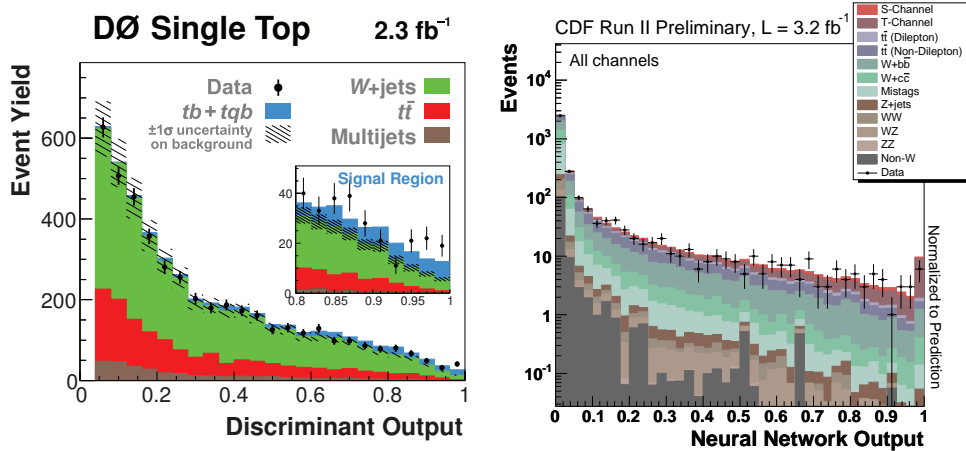 DØ Single Top 2.3 fb⁻¹
Event Yield
600
400
200
0
Data
tb + tqb
±1σ uncertainty
on background
W+jets
tt̄
Multijets
Signal Region
40
20
0
0.8 0.85 0.9 0.95 1
0 0.2 0.4 0.6 0.8 1
Discriminant Output
CDF Run II Preliminary, L = 3.2 fb⁻¹
All channels
Events
10⁴
10³
10²
10
1
10⁻¹
S-Channel
T-Channel
tt̄ (Dilepton)
tt̄ (Non-Dilepton)
W+bb̄
W+cc̄
Mistags
Z+jets
WW
WZ
ZZ
Non-W
Data
Normalized to Prediction
0 0.1 0.2 0.3 0.4 0.5 0.6 0.7 0.8 0.9 1
Neural Network Output